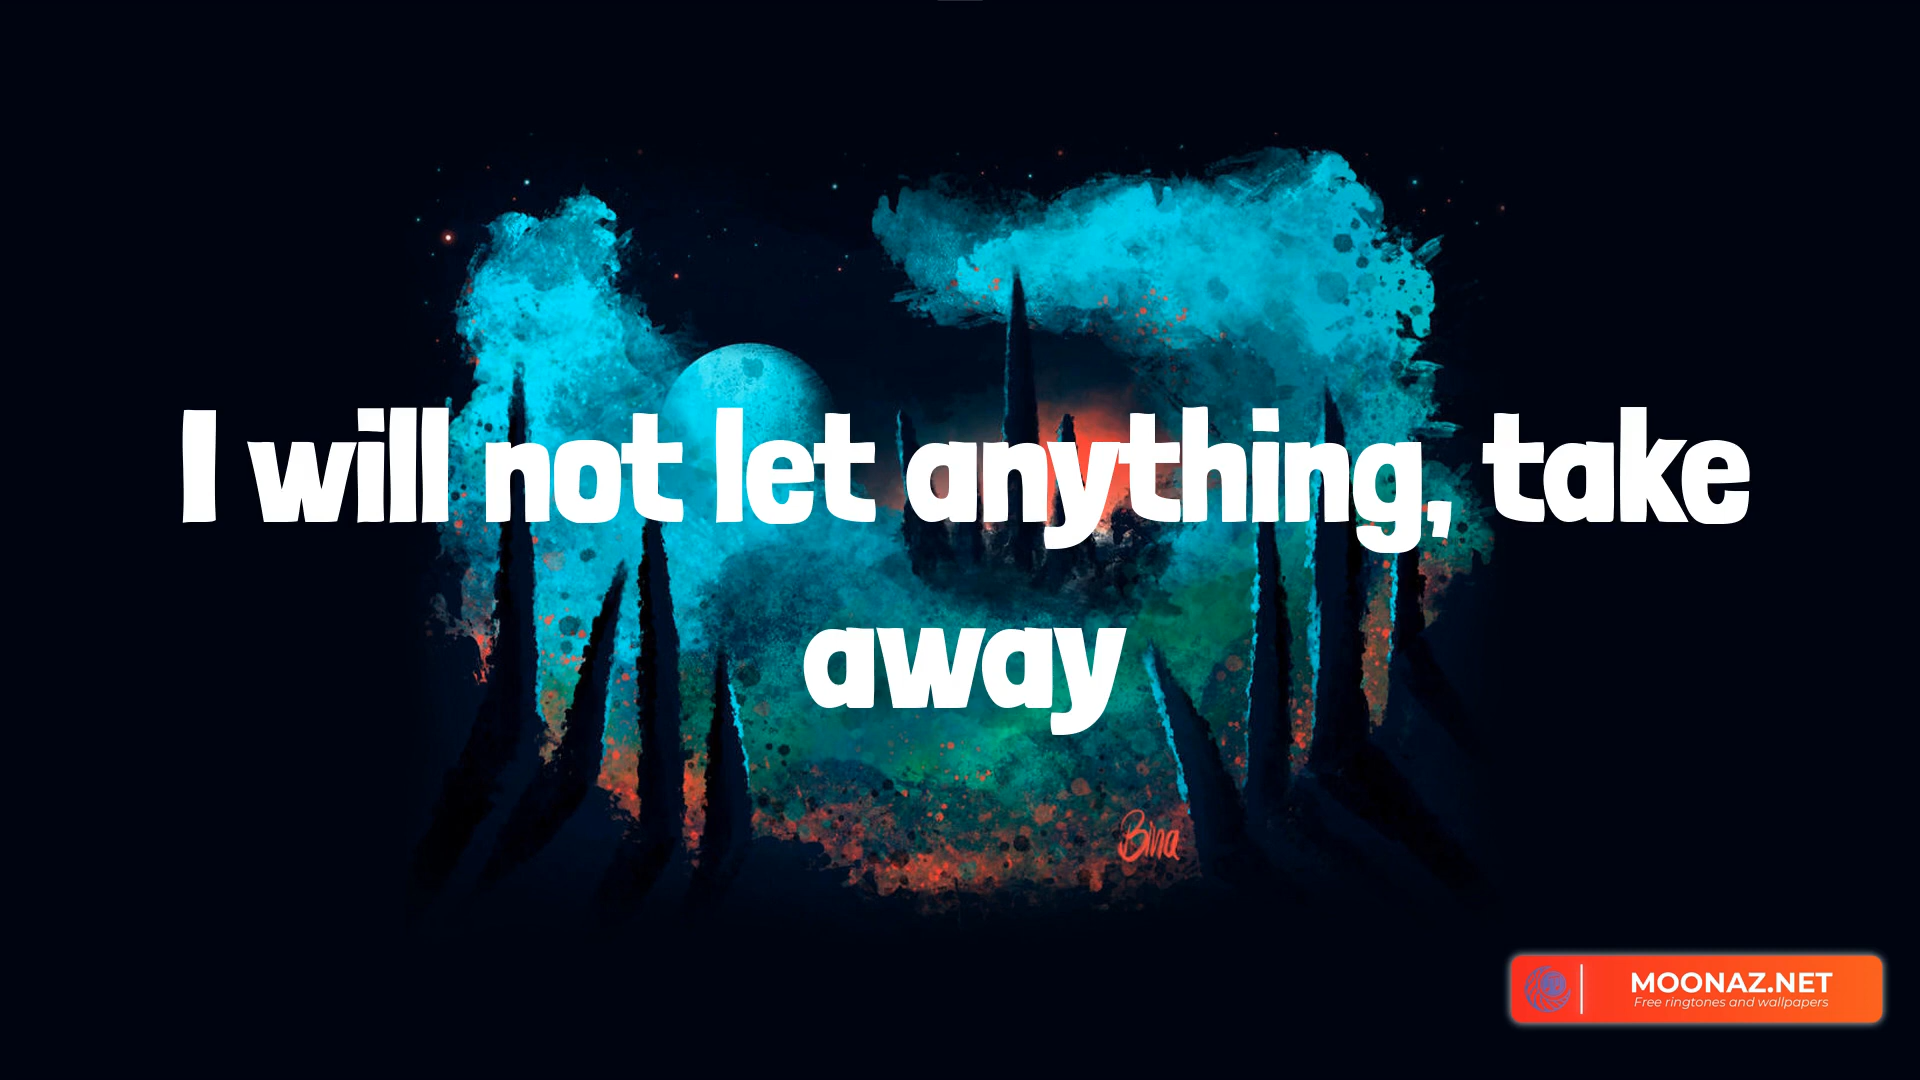 I will not let anything, take
away
Bina
MOONAZ.NET
Free ringtones and wallpapers